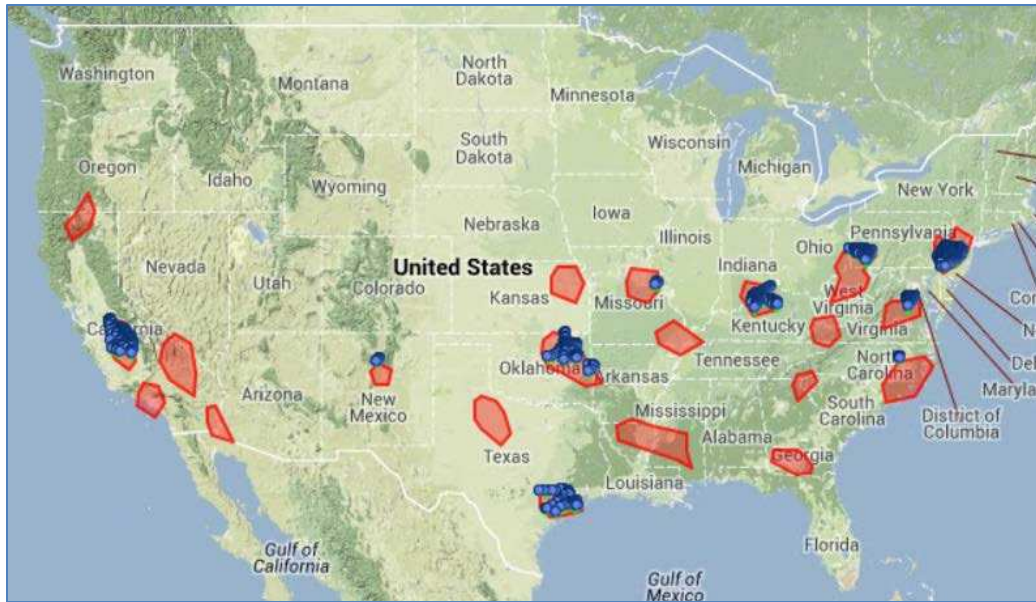 Washington
Montana
North
Dakota
Minnesota
Oregon
Idaho
South
Dakota
Wisconsin
Michigan
Wyoming
New York
Iowa
Nebraska
Illinois
Ohio
Pennsylvania
Nevada
United States
Indiana
Utah
Colorado
Kansas
Missouri
West
Virginia
Kentucky
Virginia
California
Oklahoma
Tennessee
North
Carolina
Arkansas
Arizona
New
Mexico
Mississippi
South
Carolina
Alabama
Georgia
Texas
Louisiana
Florida
Gulf of
California
Gulf of
Mexico
Con
N
Del
Maryla
District of
Columbia